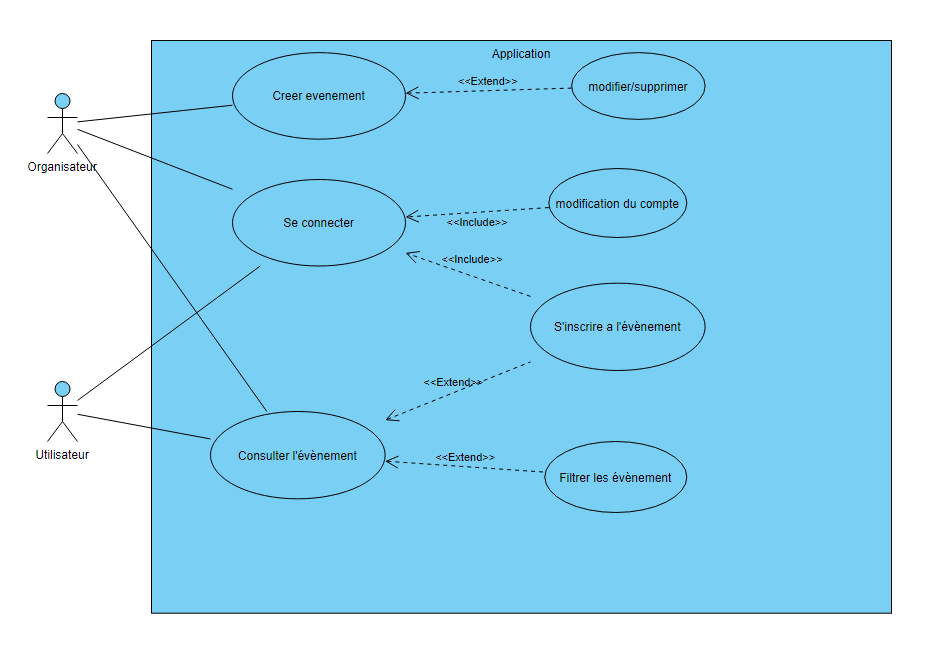 Application
Creer evenement
<<Extend>>
modifier/supprimer
Organisateur
Se connecter
modification du compte
<<Include>>
<<Include>>
S'inscrire a l'évènement
<<Extend>>
Utilisateur
Consulter l'évènement
<<Extend>>
Filtrer les évènement